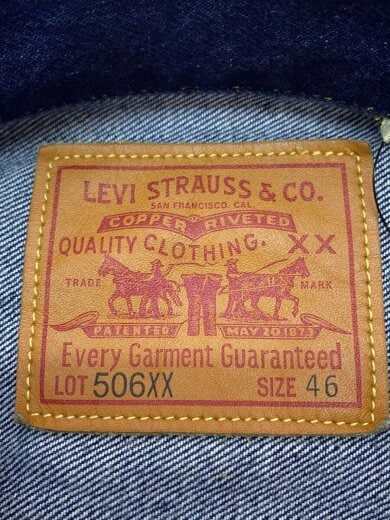 LEVI STRAUSS & CO.
SAN FRANCISCO, CAL.
COPPER RIVETED
QUALITY CLOTHING. XX
TRADE MARK
PATENTED MAY 20 1873
Every Garment Guaranteed
LOT 506XX SIZE 46